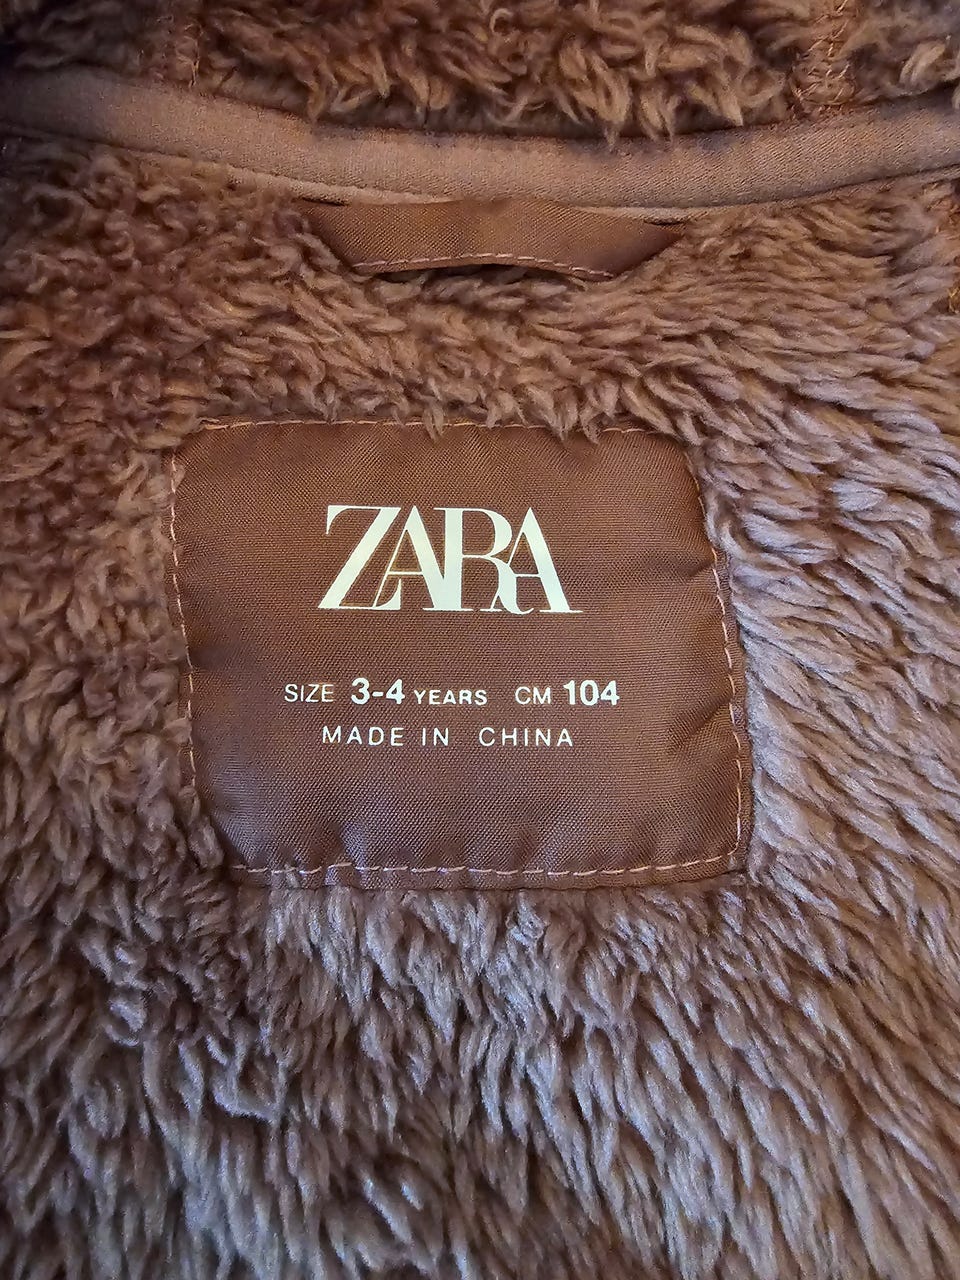 ZARA
SIZE 3-4 YEARS CM 104
MADE IN CHINA